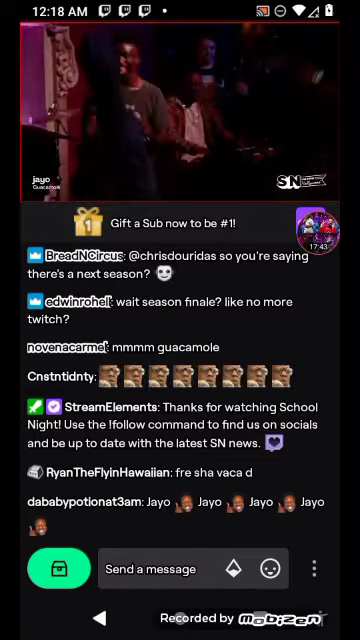 12:18 AM
jayo
Guacamole
SN
Gift a Sub now to be #1!
1
17:43
BreadNCircus: @chrisdouridas so you're saying
there's a next season?
edwinrohell: wait season finale? like no more
twitch?
novenacarmel: mmmm guacamole
Cnstntidnty:
StreamElements: Thanks for watching School
Night! Use the !follow command to find us on socials
and be up to date with the latest SN news.
RyanTheFlyinHawaiian: fre sha vaca d
dababypotionat3am: Jayo Jayo Jayo Jayo
Send a message
Recorded by mobizen